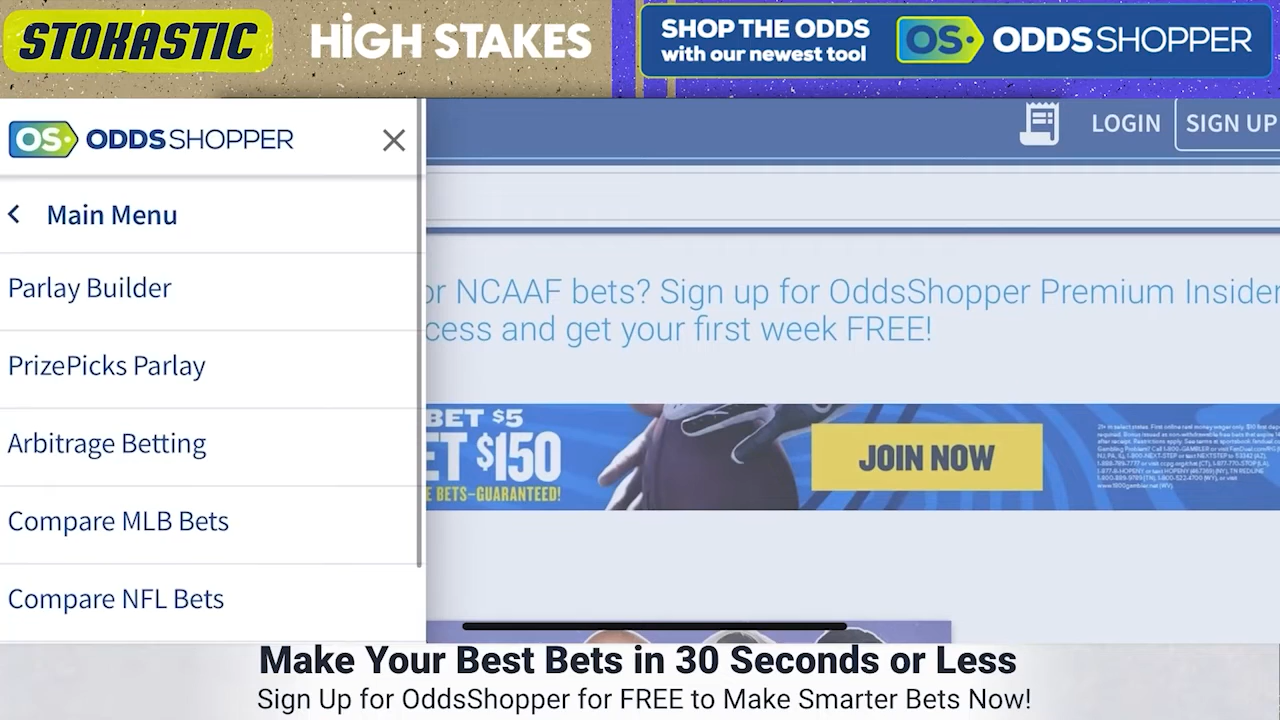 STOKASTIC
HiGH STAKES
SHOP THE ODDS
with our newest tool
OS
ODDSSHOPPER
OS
ODDSSHOPPER
LOGIN
SIGN UP
Main Menu
Parlay Builder
PrizePicks Parlay
Arbitrage Betting
Compare MLB Bets
Compare NFL Bets
or NCAAF bets? Sign up for OddsShopper Premium Insider
cess and get your first week FREE!
BET $5
ET $150
E BETS–GUARANTEED!
JOIN NOW
Make Your Best Bets in 30 Seconds or Less
Sign Up for OddsShopper for FREE to Make Smarter Bets Now!